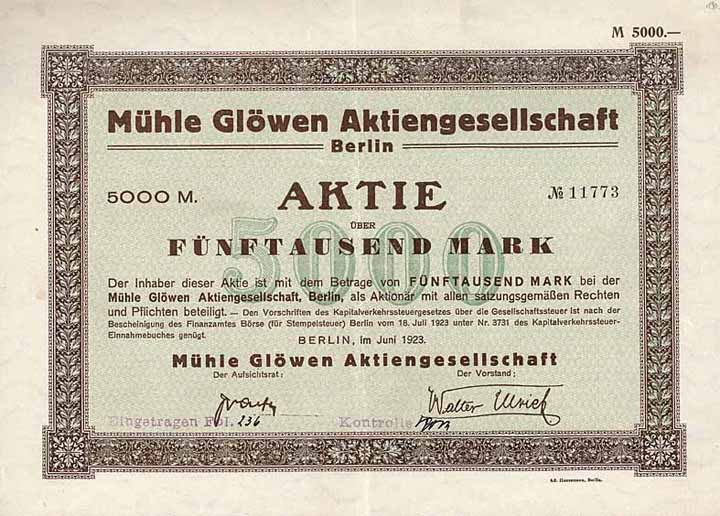 M 5000.—
Mühle Glöwen Aktiengesellschaft
Berlin
5000 M.
AKTIE
№ 11773
ÜBER
5000
FÜNFTAUSEND MARK
Der Inhaber dieser Aktie ist mit dem Betrage von FÜNFTAUSEND MARK bei der
Mühle Glöwen Aktiengesellschaft, Berlin, als Aktionär mit allen satzungsgemäßen Rechten
und Pflichten beteiligt. — Den Vorschriften des Kapitalverkehrssteuergesetzes über die Gesellschaftssteuer ist nach der
Bescheinigung des Finanzamtes Börse (für Stempelsteuer) Berlin vom 18. Juli 1923 unter Nr. 3731 des Kapitalverkehrssteuer-
Einnahmebuches genügt.
BERLIN, im Juni 1923.
Mühle Glöwen Aktiengesellschaft
Der Aufsichtsrat: Der Vorstand:
Walter Ullrich
Eingetragen Fol. 236 Kontrolle
Berlin.